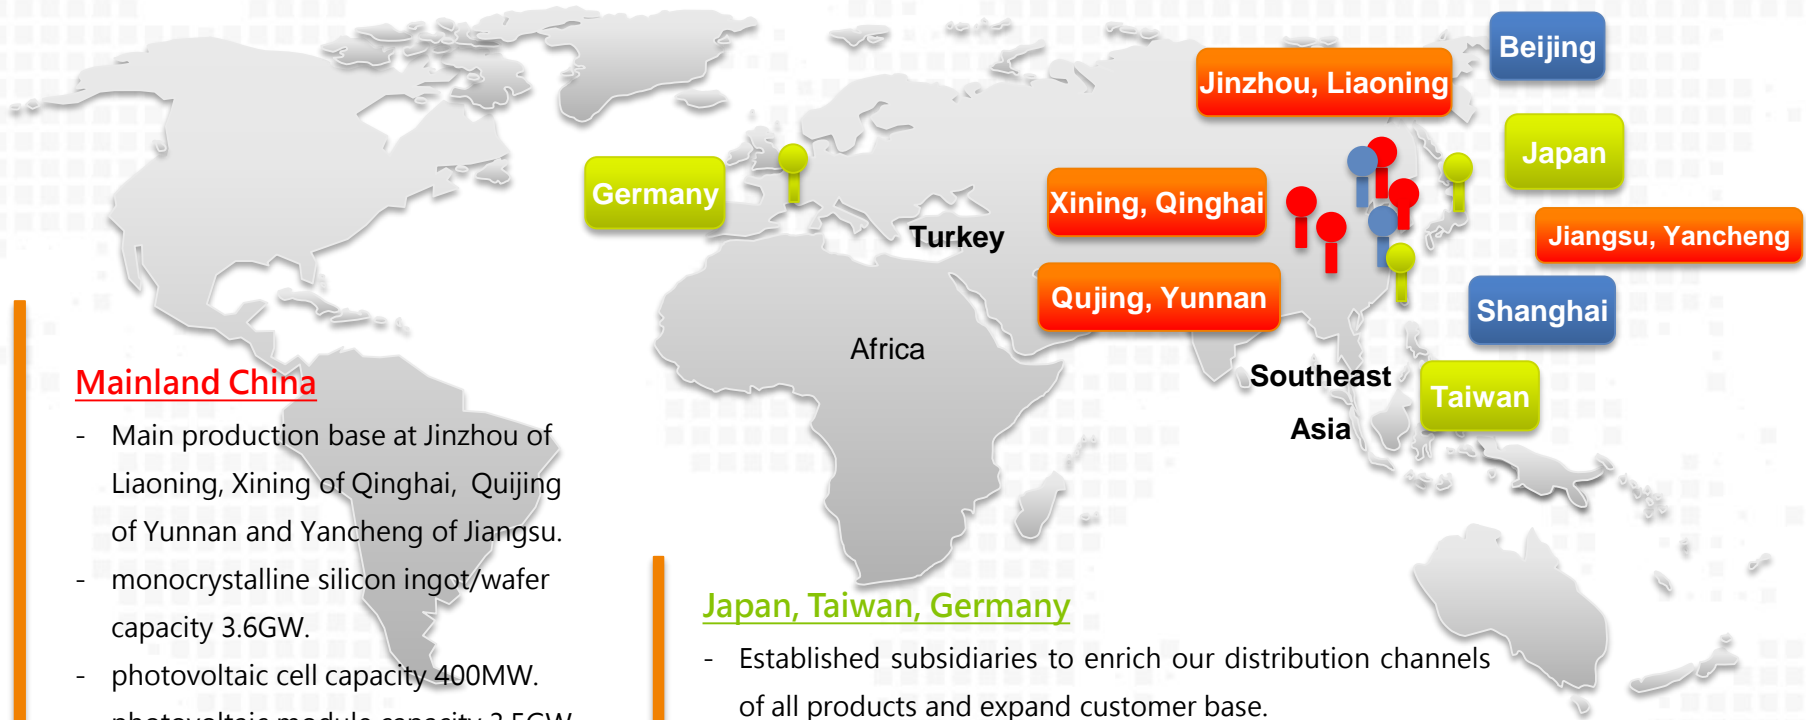 Beijing
Jinzhou, Liaoning
Japan
Germany
Xining, Qinghai
Turkey
Jiangsu, Yancheng
Qujing, Yunnan
Shanghai
Africa
Southeast
Asia
Taiwan
Mainland China
- Main production base at Jinzhou of
Liaoning, Xining of Qinghai, Quijing
of Yunnan and Yancheng of Jiangsu.
- monocrystalline silicon ingot/wafer
capacity 3.6GW.
- photovoltaic cell capacity 400MW.
photovoltaic module capacity
Japan, Taiwan, Germany
- Established subsidiaries to enrich our distribution channels
of all products and expand customer base.